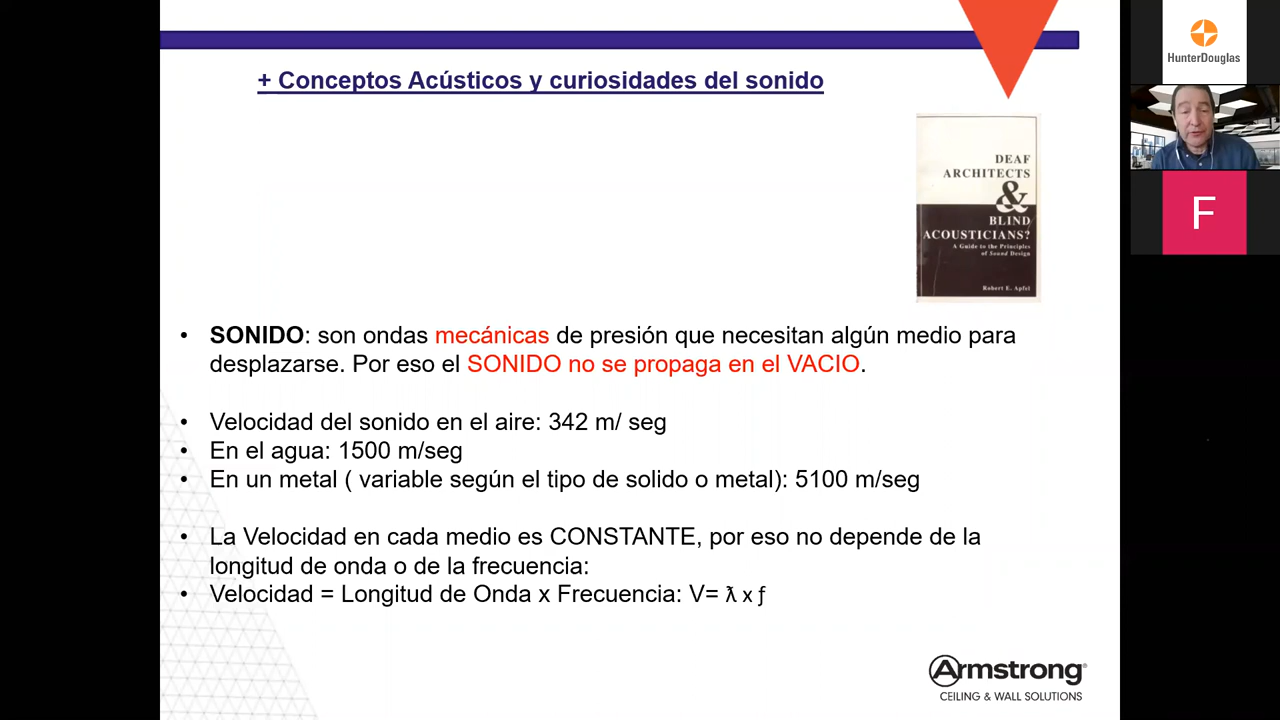 + Conceptos Acústicos y curiosidades del sonido
HunterDouglas
F
DEAF
ARCHITECTS
&
BLIND
ACOUSTICIANS?
A Guide to the Principles
of Sound Design
Robert E. Apfel
• SONIDO: son ondas mecánicas de presión que necesitan algún medio para
desplazarse. Por eso el SONIDO no se propaga en el VACIO.
• Velocidad del sonido en el aire: 342 m/ seg
• En el agua: 1500 m/seg
• En un metal ( variable según el tipo de solido o metal): 5100 m/seg
• La Velocidad en cada medio es CONSTANTE, por eso no depende de la
longitud de onda o de la frecuencia:
• Velocidad = Longitud de Onda x Frecuencia: V= ƛ x ƒ
Armstrong®
CEILING & WALL SOLUTIONS